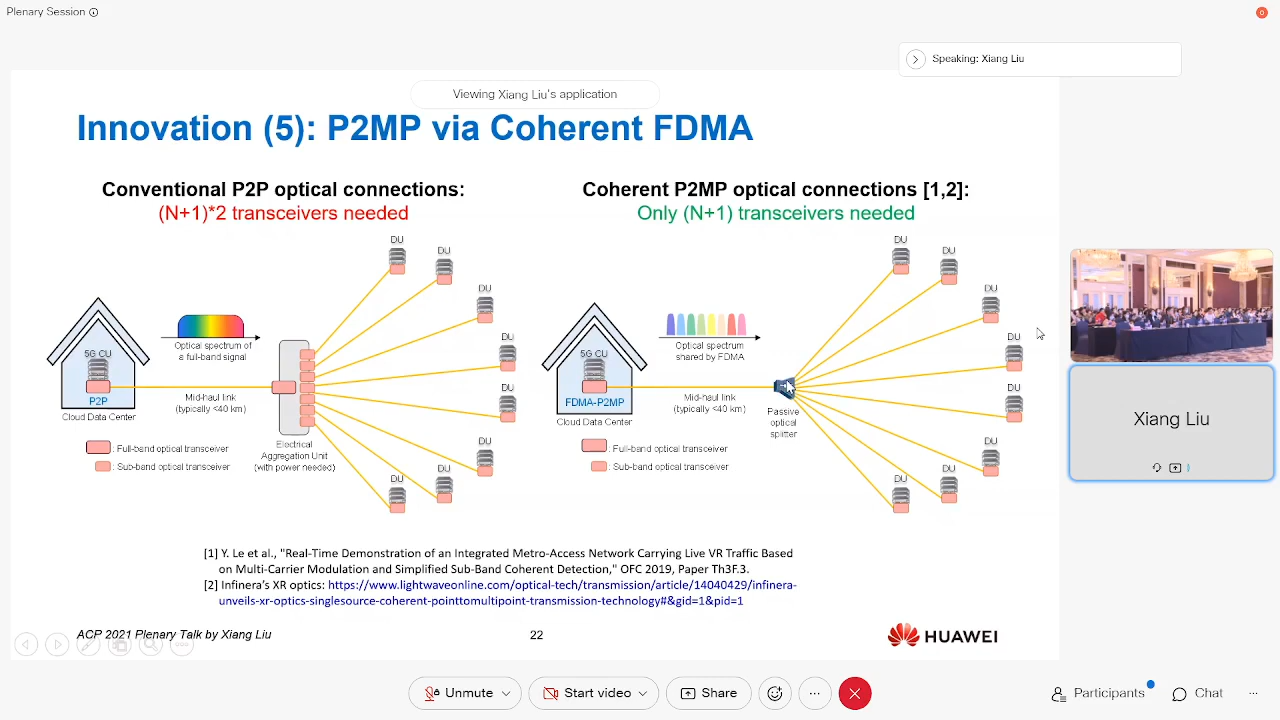 Plenary Session
Speaking: Xiang Liu
Viewing Xiang Liu's application
Innovation (5): P2MP via Coherent FDMA
Conventional P2P optical connections:
(N+1)*2 transceivers needed
DU
DU
DU
DU
DU
DU
DU
DU
5G CU
P2P
Cloud Data Center
Optical spectrum of
a full-band signal
Mid-haul link
(typically <40 km)
Electrical
Aggregation Unit
(with power needed)
: Full-band optical transceiver
: Sub-band optical transceiver
Coherent P2MP optical connections [1,2]:
Only (N+1) transceivers needed
DU
DU
DU
DU
DU
DU
DU
DU
5G CU
FDMA-P2MP
Cloud Data Center
Optical spectrum
shared by FDMA
Mid-haul link
(typically <40 km)
Passive
optical
splitter
: Full-band optical transceiver
: Sub-band optical transceiver
[1] Y. Le et al., "Real-Time Demonstration of an Integrated Metro-Access Network Carrying Live VR Traffic Based
on Multi-Carrier Modulation and Simplified Sub-Band Coherent Detection," OFC 2019, Paper Th3F.3.
[2] Infinera's XR optics: https://www.lightwaveonline.com/optical-tech/transmission/article/14040429/infinera-
unveils-xr-optics-singlesource-coherent-pointtomultipoint-transmission-technology#&gid=1&pid=1
ACP 2021 Plenary Talk by Xiang Liu
22
HUAWEI
Xiang Liu
Unmute
Start video
Share
Participants
Chat